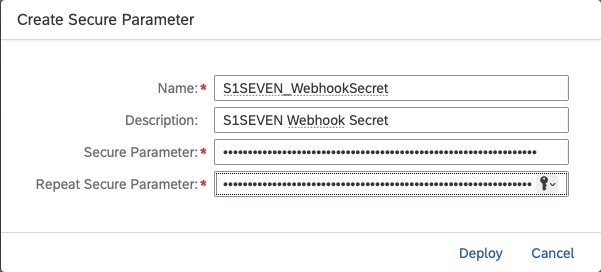 Create Secure Parameter
Name:* S1SEVEN_WebhookSecret
Description: S1SEVEN Webhook Secret
Secure Parameter:*
Repeat Secure Parameter:*
Deploy Cancel